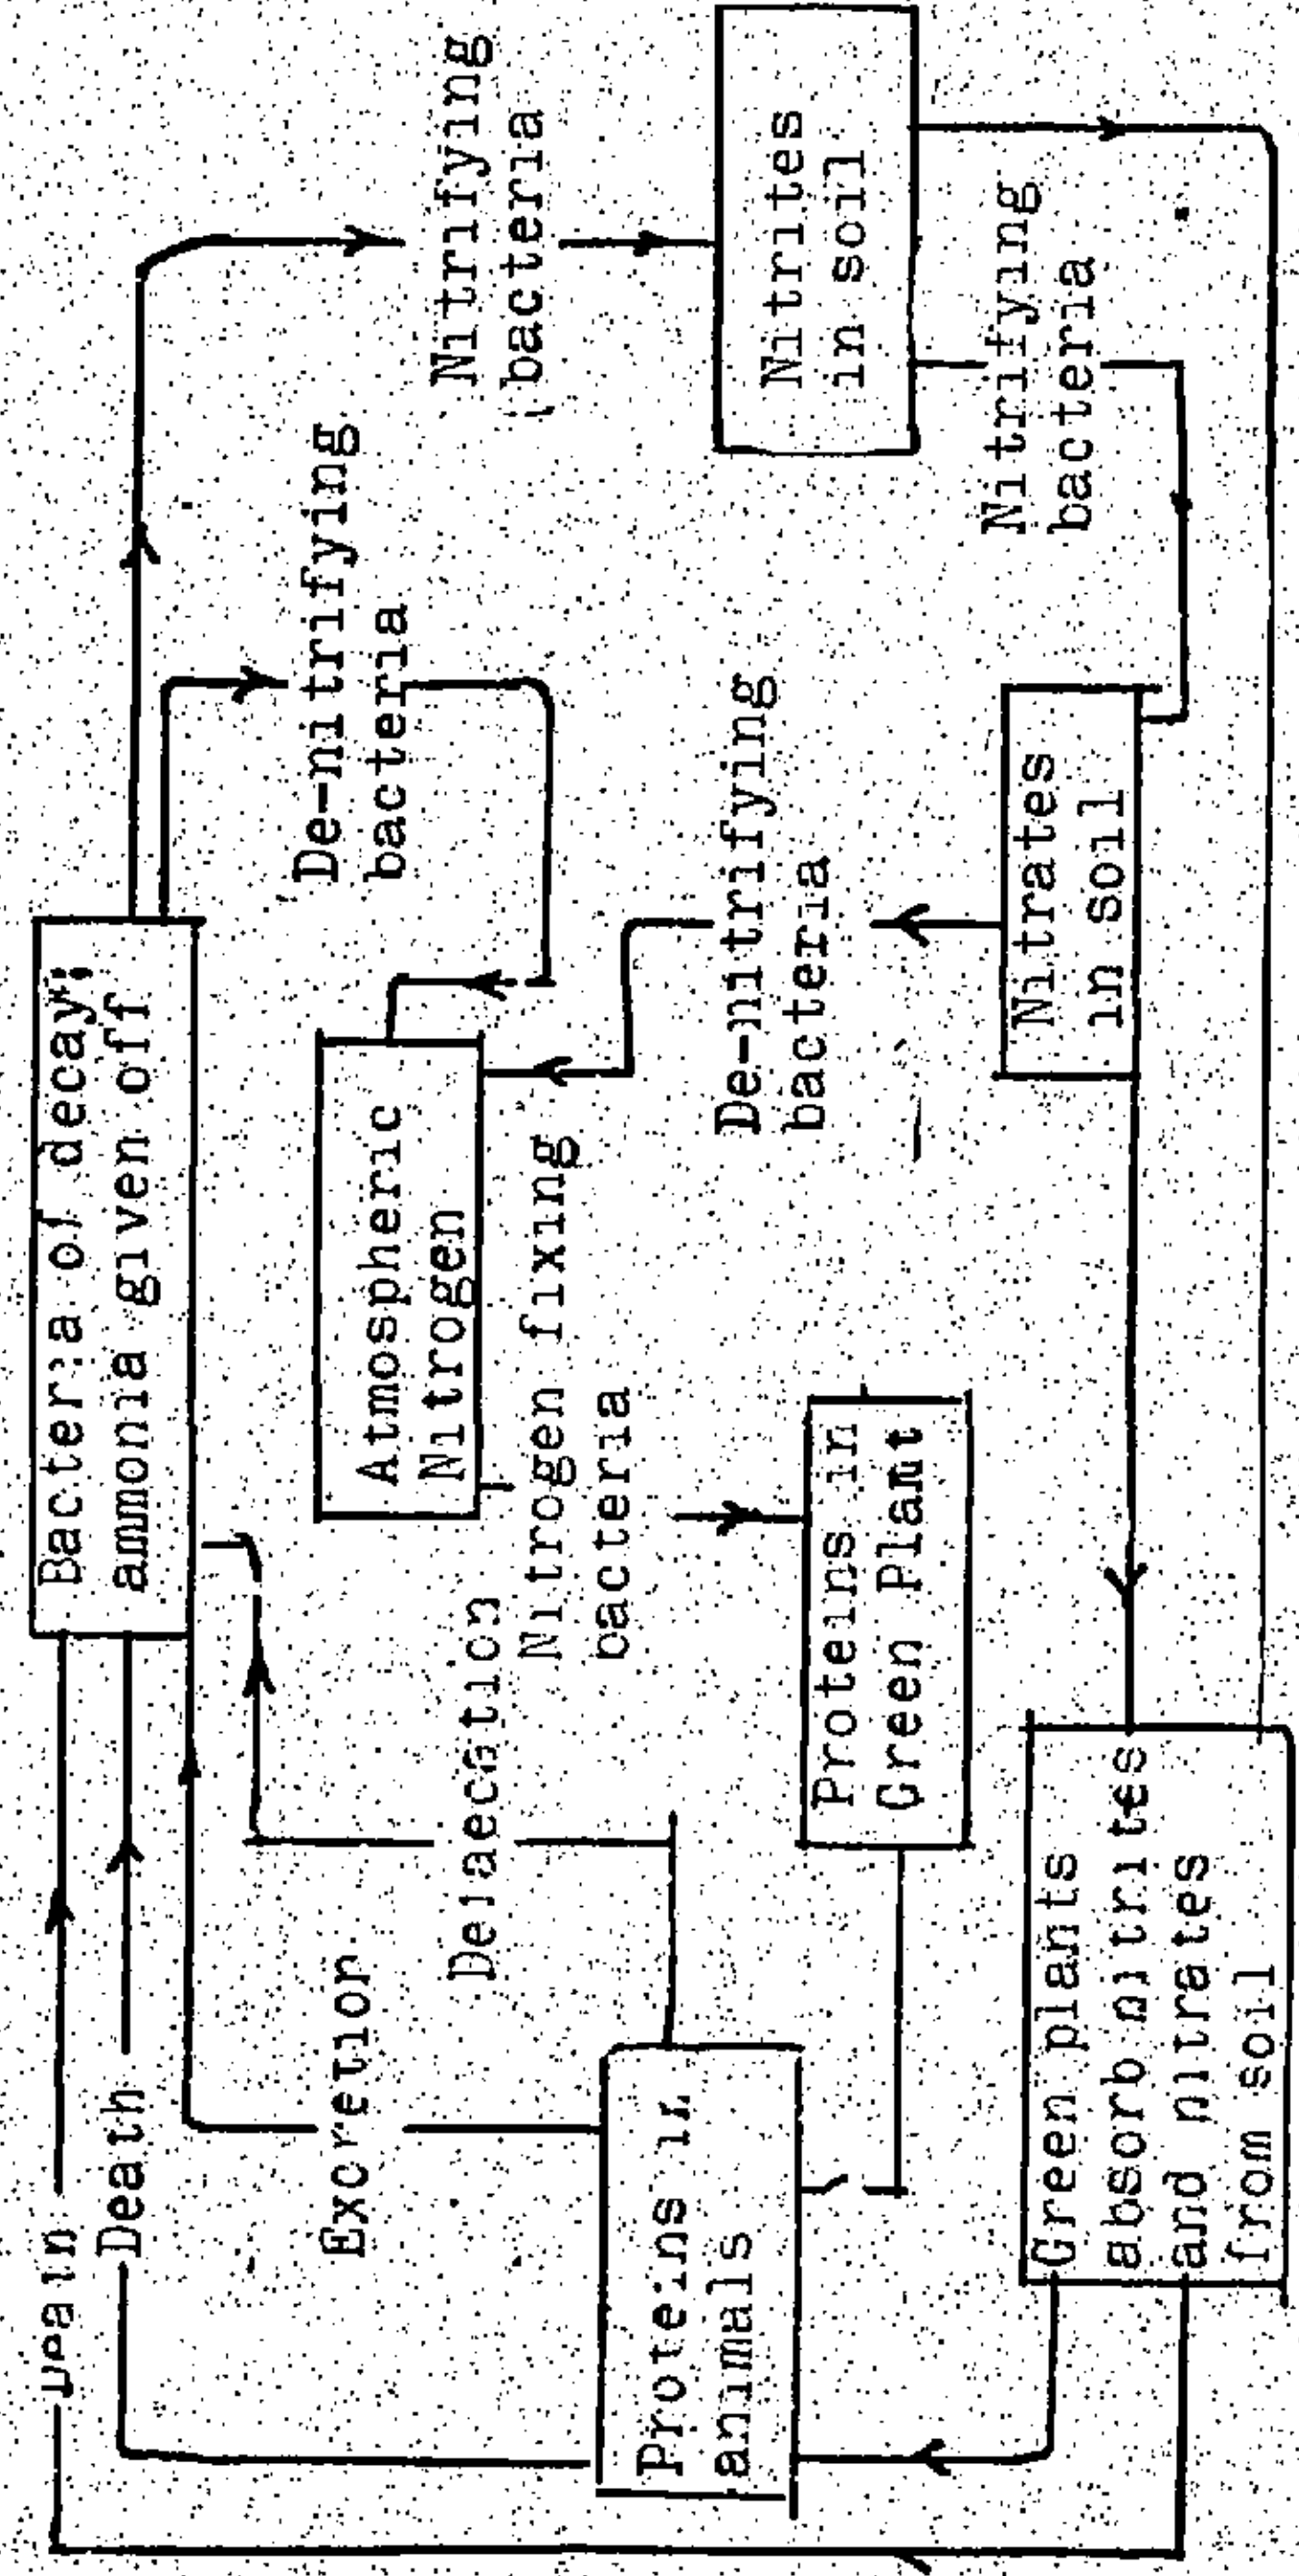 Death
Death
Bacteria of decay;
ammonia given off
Excretion
Defaecation
Atmospheric
Nitrogen
De-nitrifying
bacteria
Nitrifying
bacteria
Nitrogen fixing
bacteria
Proteins in
animals
Proteins in
Green Plant
De-nitrifying
bacteria
Nitrites
in soil
Nitrifying
bacteria
Nitrates
in soil
Green plants
absorb nitrites
and nitrates
from soil